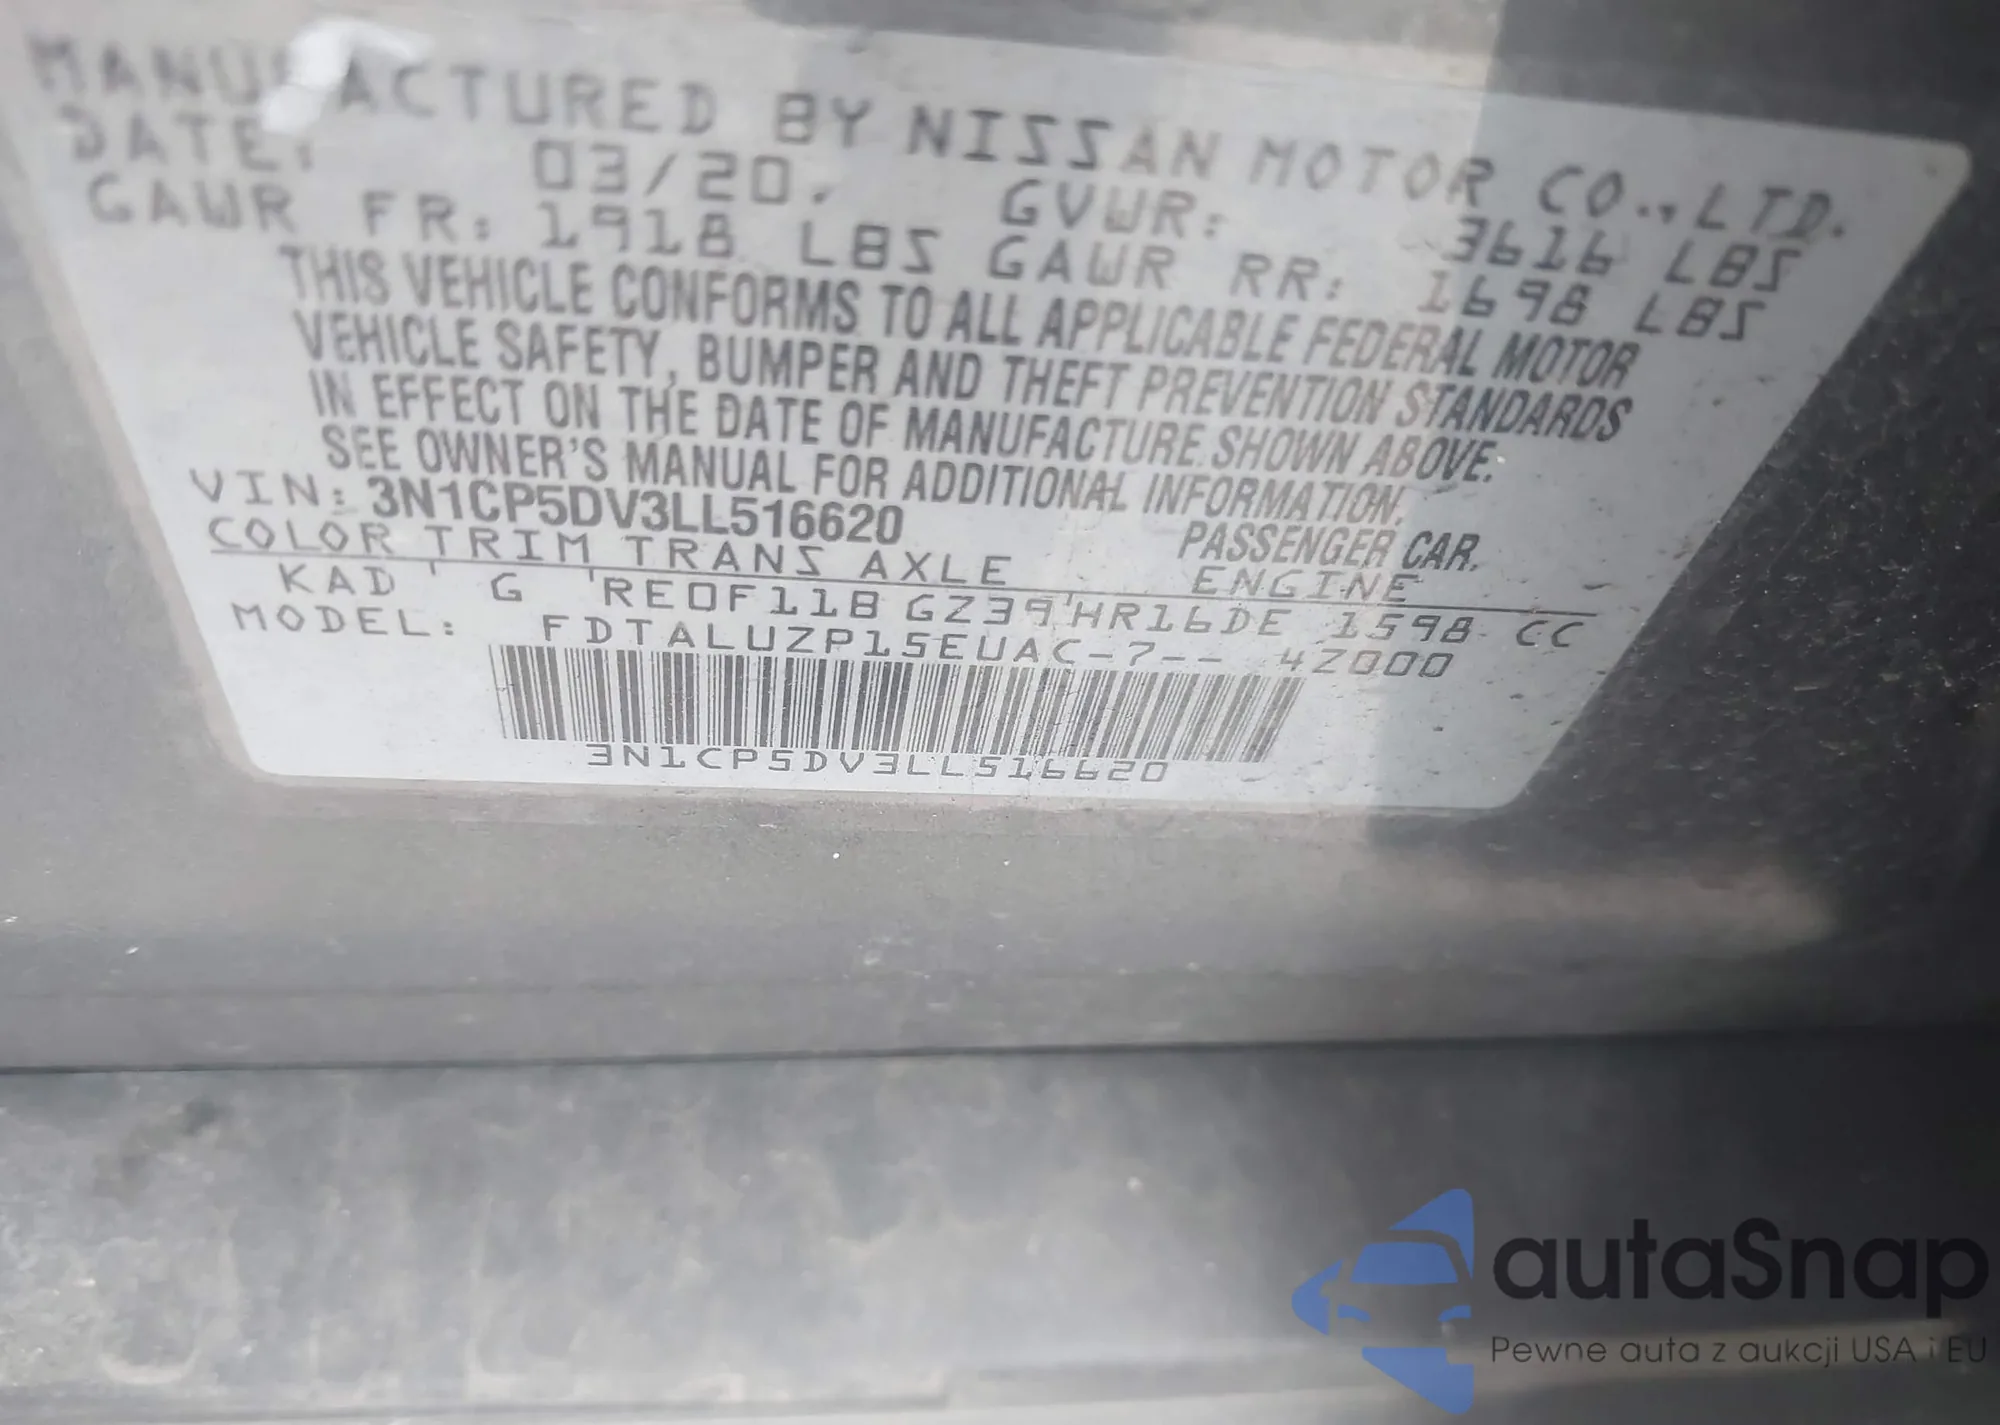 MANUFACTURED BY NISSAN MOTOR CO.,LTD.
DATE: 03/20. GVWR: 3616 LBS
GAWR FR: 1918 LBS GAWR RR: 1698 LBS
THIS VEHICLE CONFORMS TO ALL APPLICABLE FEDERAL MOTOR
VEHICLE SAFETY, BUMPER AND THEFT PREVENTION STANDARDS
IN EFFECT ON THE DATE OF MANUFACTURE SHOWN ABOVE.
SEE OWNER'S MANUAL FOR ADDITIONAL INFORMATION.
VIN: 3N1CP5DV3LL516620 PASSENGER CAR.
COLOR TRIM TRANS AXLE ENGINE
KAD ' G 'RE0F11B GZ39'HR16DE 1598 CC
MODEL: FDTALUZP15EUAC-7-- 4Z000
3N1CP5DV3LL516620
autaSnap
Pewne auta z aukcji USA i EU